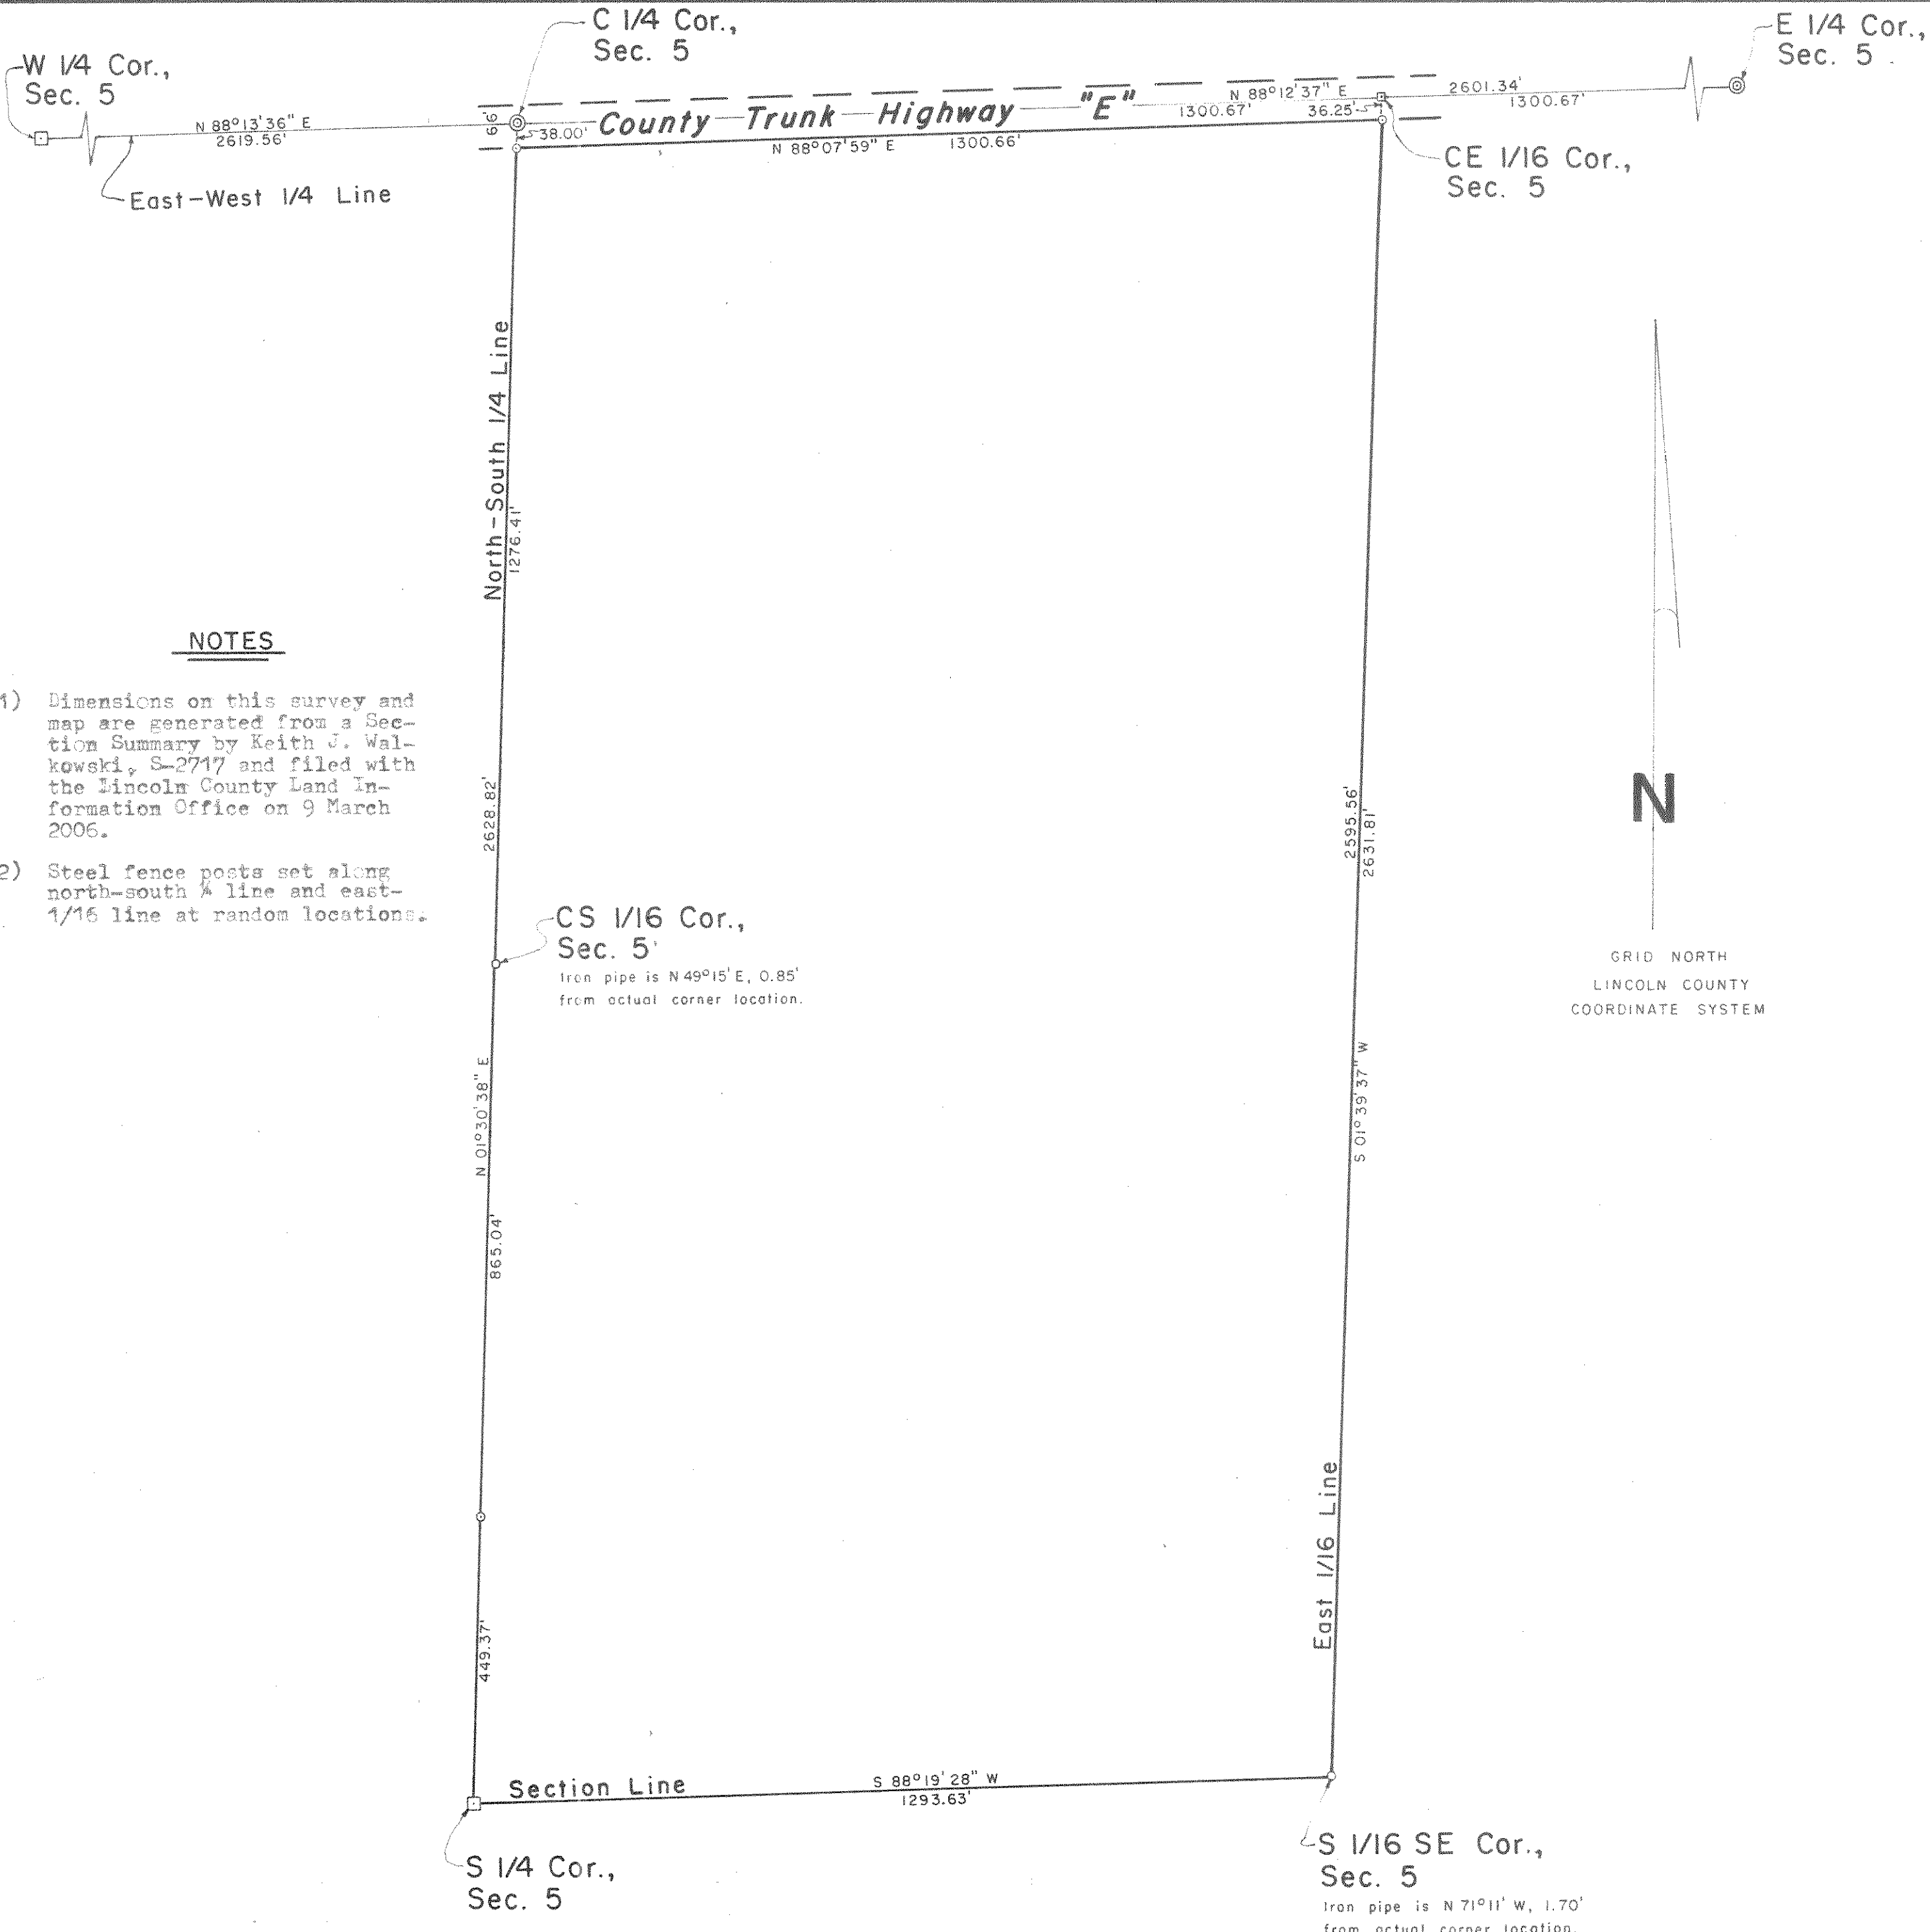 C 1/4 Cor.,
Sec. 5
E 1/4 Cor.,
Sec. 5
W 1/4 Cor.,
Sec. 5
N 88°13'36" E
2619.56'
East-West 1/4 Line
66'
38.00'
County Trunk Highway "E"
N 88°12'37" E
1300.67'
36.25'
2601.34'
1300.67'
N 88°07'59" E 1300.66'
CE 1/16 Cor.,
Sec. 5
North-South 1/4 Line
1276.41'
NOTES
1) Dimensions on this survey and
map are generated from a Sec-
tion Summary by Keith J. Wal-
kowski, S-2717 and filed with
the Lincoln County Land In-
formation Office on 9 March
2006.
2) Steel fence posts set along
north-south ¼ line and east-
1/16 line at random locations.
2628.82'
2595.56'
2631.81'
N
GRID NORTH
LINCOLN COUNTY
COORDINATE SYSTEM
CS 1/16 Cor.,
Sec. 5
Iron pipe is N 49°15' E, 0.85'
from actual corner location.
N 01°30'38" E
S 01°39'37" W
865.04'
East 1/16 Line
449.37'
Section Line
S 88°19'28" W
1293.63'
S 1/4 Cor.,
Sec. 5
S 1/16 SE Cor.,
Sec. 5
Iron pipe is N 71°11' W, 1.70'
from actual corner location.